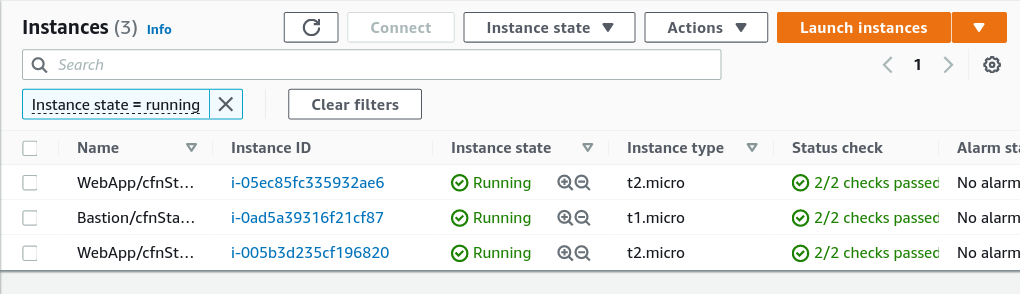 Instances (3) Info Connect Instance state Actions Launch instances
Search 1
Instance state = running Clear filters
Name Instance ID Instance state Instance type Status check Alarm sta
WebApp/cfnSt... i-05ec85fc335932ae6 Running t2.micro 2/2 checks passed No alarm
Bastion/cfnSta... i-0ad5a39316f21cf87 Running t1.micro 2/2 checks passed No alarm
WebApp/cfnSt... i-005b3d235cf196820 Running t2.micro 2/2 checks passed No alarm